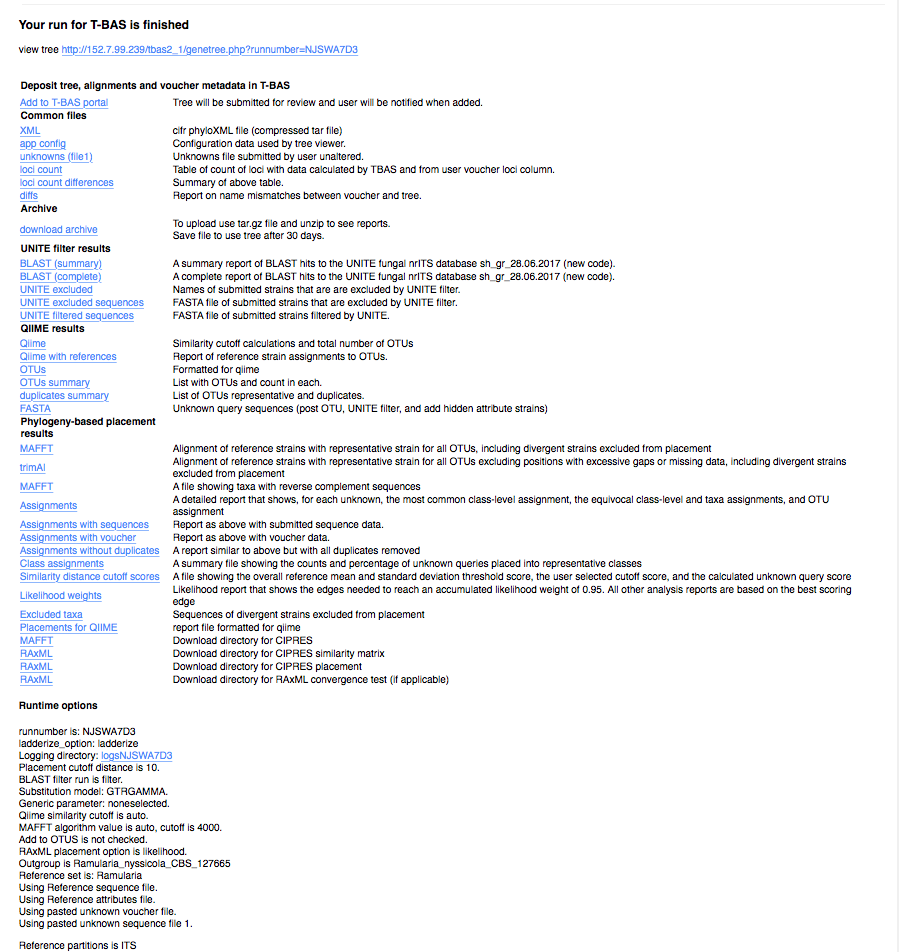 Your run for T-BAS is finished
view tree http://152.7.99.239/tbas2_1/genetree.php?runnumber=NJSWA7D3
Deposit tree, alignments and voucher metadata in T-BAS
Add to T-BAS portal Tree will be submitted for review and user will be notified when added.
Common files
XML cifr phyloXML file (compressed tar file)
app config Configuration data used by tree viewer.
unknowns (file1) Unknowns file submitted by user unaltered.
loci count Table of count of loci with data calculated by TBAS and from user voucher loci column.
loci count differences Summary of above table.
diffs Report on name mismatches between voucher and tree.
Archive
download archive To upload use tar.gz file and unzip to see reports.
Save file to use tree after 30 days.
UNITE filter results
BLAST (summary) A summary report of BLAST hits to the UNITE fungal nrITS database sh_gr_28.06.2017 (new code).
BLAST (complete) A complete report of BLAST hits to the UNITE fungal nrITS database sh_gr_28.06.2017 (new code).
UNITE excluded Names of submitted strains that are are excluded by UNITE filter.
UNITE excluded sequences FASTA file of submitted strains that are excluded by UNITE filter.
UNITE filtered sequences FASTA file of submitted strains filtered by UNITE.
QIIME results
Qiime Similarity cutoff calculations and total number of OTUs
Qiime with references Report of reference strain assignments to OTUs.
OTUs Formatted for qiime
OTUs summary List with OTUs and count in each.
duplicates summary List of OTUs representative and duplicates.
FASTA Unknown query sequences (post OTU, UNITE filter, and add hidden attribute strains)
Phylogeny-based placement
results
MAFFT Alignment of reference strains with representative strain for all OTUs, including divergent strains excluded from placement
trimAl Alignment of reference strains with representative strain for all OTUs excluding positions with excessive gaps or missing data, including divergent strains
excluded from placement
MAFFT A file showing taxa with reverse complement sequences
Assignments A detailed report that shows, for each unknown, the most common class-level assignment, the equivocal class-level and taxa assignments, and OTU
assignment
Assignments with sequences Report as above with submitted sequence data.
Assignments with voucher Report as above with voucher data.
Assignments without duplicates A report similar to above but with all duplicates removed
Class assignments A summary file showing the counts and percentage of unknown queries placed into representative classes
Similarity distance cutoff scores A file showing the overall reference mean and standard deviation threshold score, the user selected cutoff score, and the calculated unknown query score
Likelihood weights Likelihood report that shows the edges needed to reach an accumulated likelihood weight of 0.95. All other analysis reports are based on the best scoring
edge
Excluded taxa Sequences of divergent strains excluded from placement
Placements for QIIME report file formatted for qiime
MAFFT Download directory for CIPRES
RAxML Download directory for CIPRES similarity matrix
RAxML Download directory for CIPRES placement
RAxML Download directory for RAxML convergence test (if applicable)
Runtime options
runnumber is: NJSWA7D3
ladderize_option: ladderize
Logging directory: logsNJSWA7D3
Placement cutoff distance is 10.
BLAST filter run is filter.
Substitution model: GTRGAMMA.
Generic parameter: noneselected.
Qiime similarity cutoff is auto.
MAFFT algorithm value is auto, cutoff is 4000.
Add to OTUS is not checked.
RAxML placement option is likelihood.
Outgroup is Ramularia_nyssicola_CBS_127665
Reference set is: Ramularia
Using Reference sequence file.
Using Reference attributes file.
Using pasted unknown voucher file.
Using pasted unknown sequence file 1.
Reference partitions is ITS